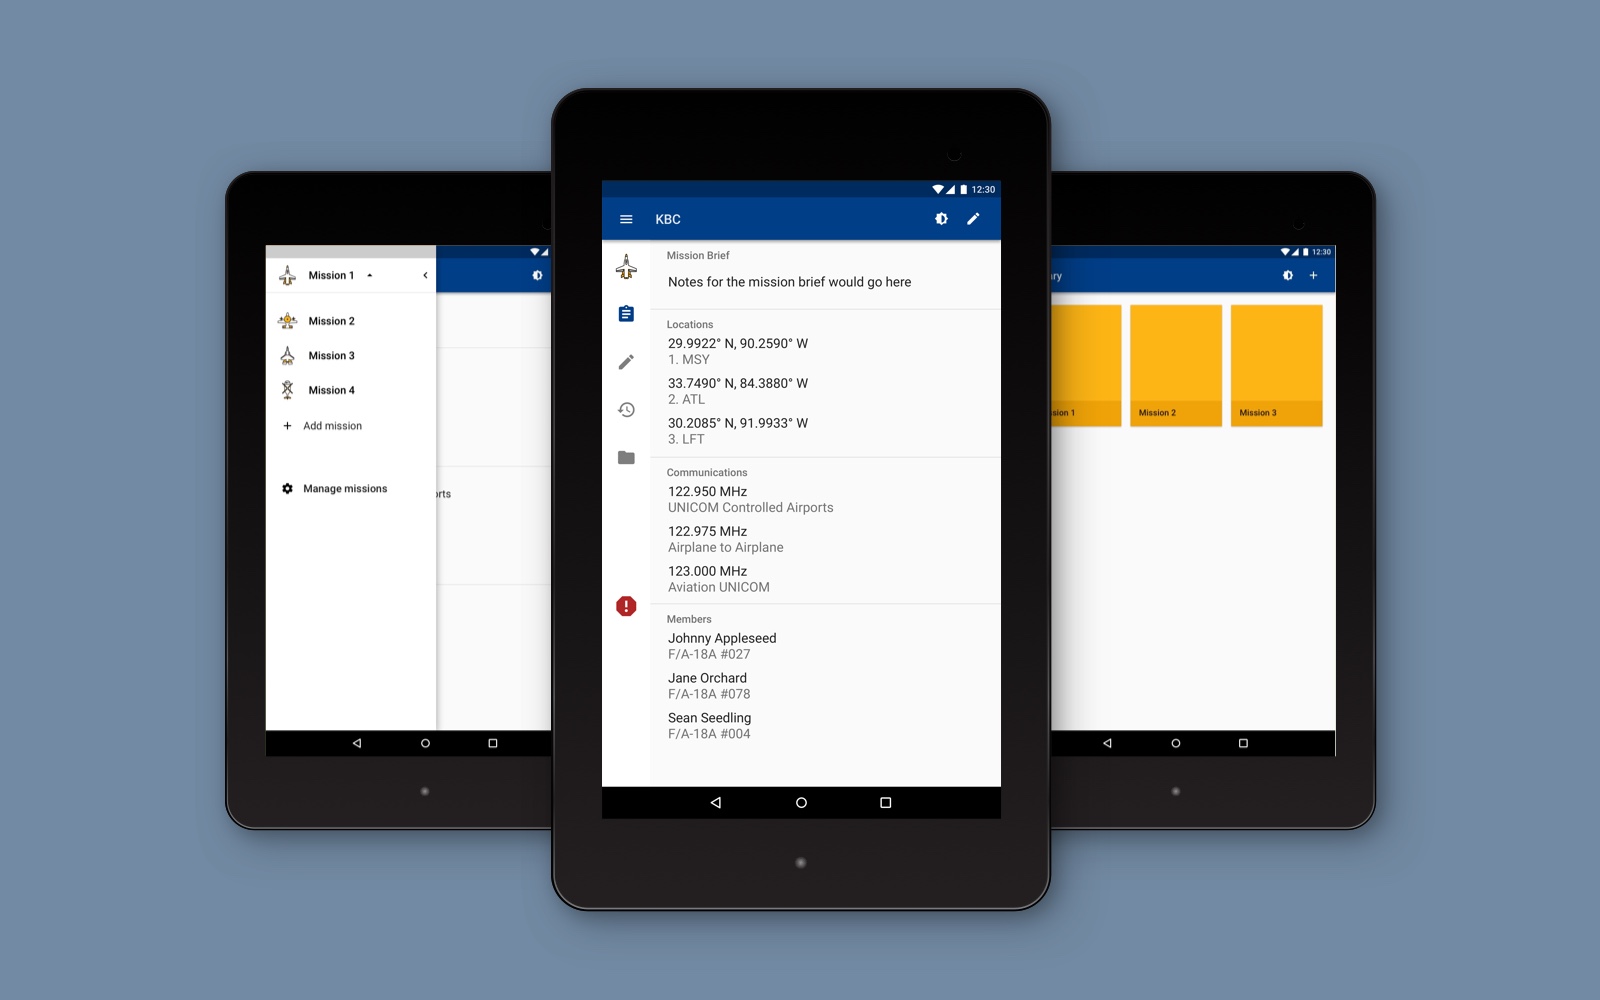 Mission 1
Mission 2
Mission 3
Mission 4
Add mission
Manage missions
12:30
KBC
Mission Brief
Notes for the mission brief would go here
Locations
29.9922° N, 90.2590° W
1. MSY
33.7490° N, 84.3880° W
2. ATL
30.2085° N, 91.9933° W
3. LFT
Communications
122.950 MHz
UNICOM Controlled Airports
122.975 MHz
Airplane to Airplane
123.000 MHz
Aviation UNICOM
Members
Johnny Appleseed
F/A-18A #027
Jane Orchard
F/A-18A #078
Sean Seedling
F/A-18A #004
12:30
sion 1
Mission 2
Mission 3